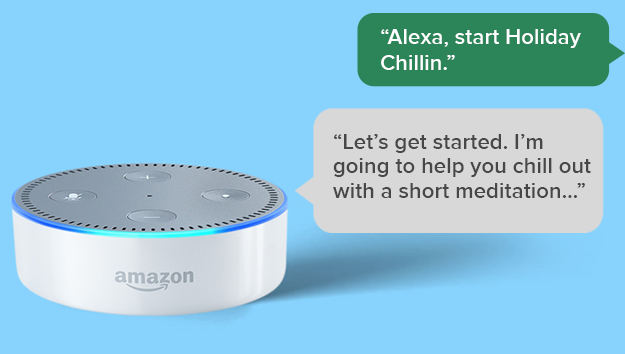 “Alexa, start Holiday
Chillin.”
“Let’s get started. I’m
going to help you chill out
with a short meditation...”
amazon